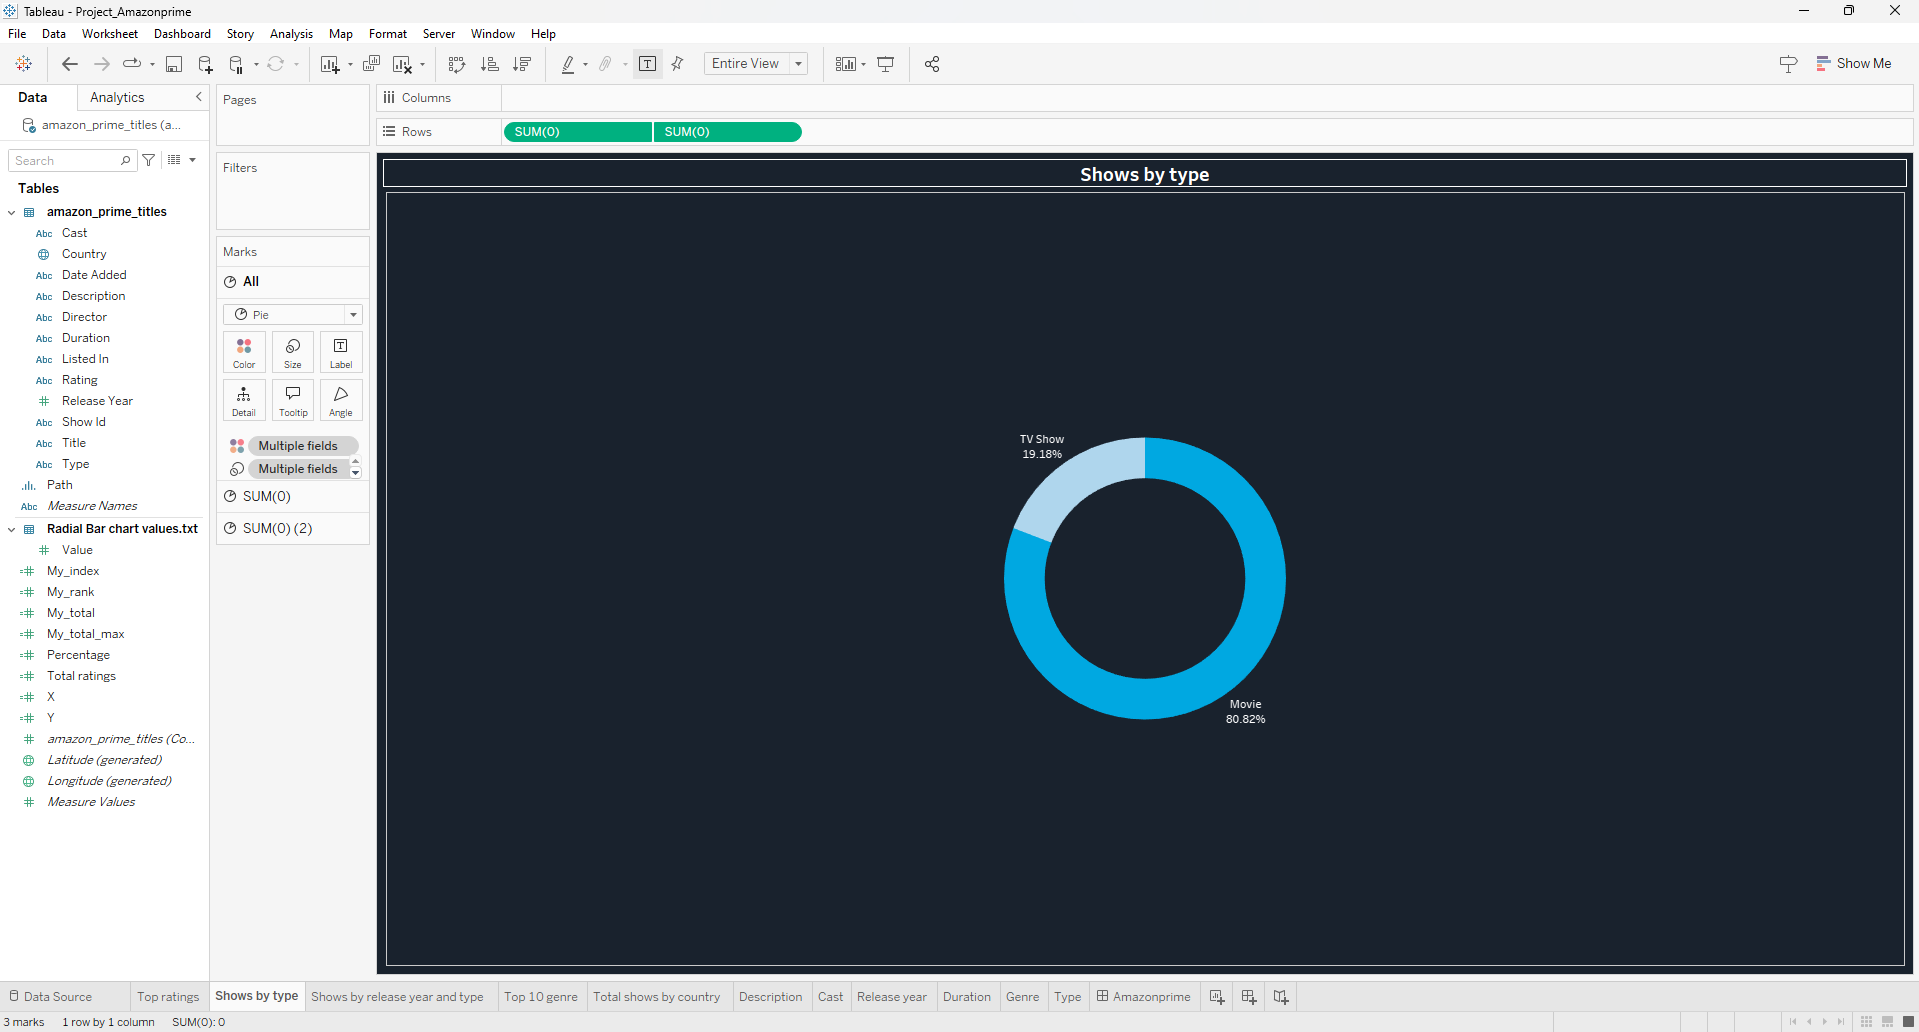 Tableau - Project_Amazonprime
File Data Worksheet Dashboard Story Analysis Map Format Server Window Help
Entire View
Show Me
Data Analytics
amazon_prime_titles (a...
Search
Tables
amazon_prime_titles
Abc Cast
Country
Abc Date Added
Abc Description
Abc Director
Abc Duration
Abc Listed In
Abc Rating
# Release Year
Abc Show Id
Abc Title
Abc Type
Path
Abc Measure Names
Radial Bar chart values.txt
# Value
=# My_index
=# My_rank
=# My_total
=# My_total_max
=# Percentage
=# Total ratings
=# X
=# Y
# amazon_prime_titles (Co...
Latitude (generated)
Longitude (generated)
# Measure Values
Pages
Filters
Marks
All
Pie
Color Size Label
Detail Tooltip Angle
Multiple fields
Multiple fields
SUM(0)
SUM(0) (2)
Columns
Rows SUM(0) SUM(0)
Shows by type
TV Show
19.18%
Movie
80.82%
Data Source Top ratings Shows by type Shows by release year and type Top 10 genre Total shows by country Description Cast Release year Duration Genre Type Amazonprime
3 marks 1 row by 1 column SUM(0): 0